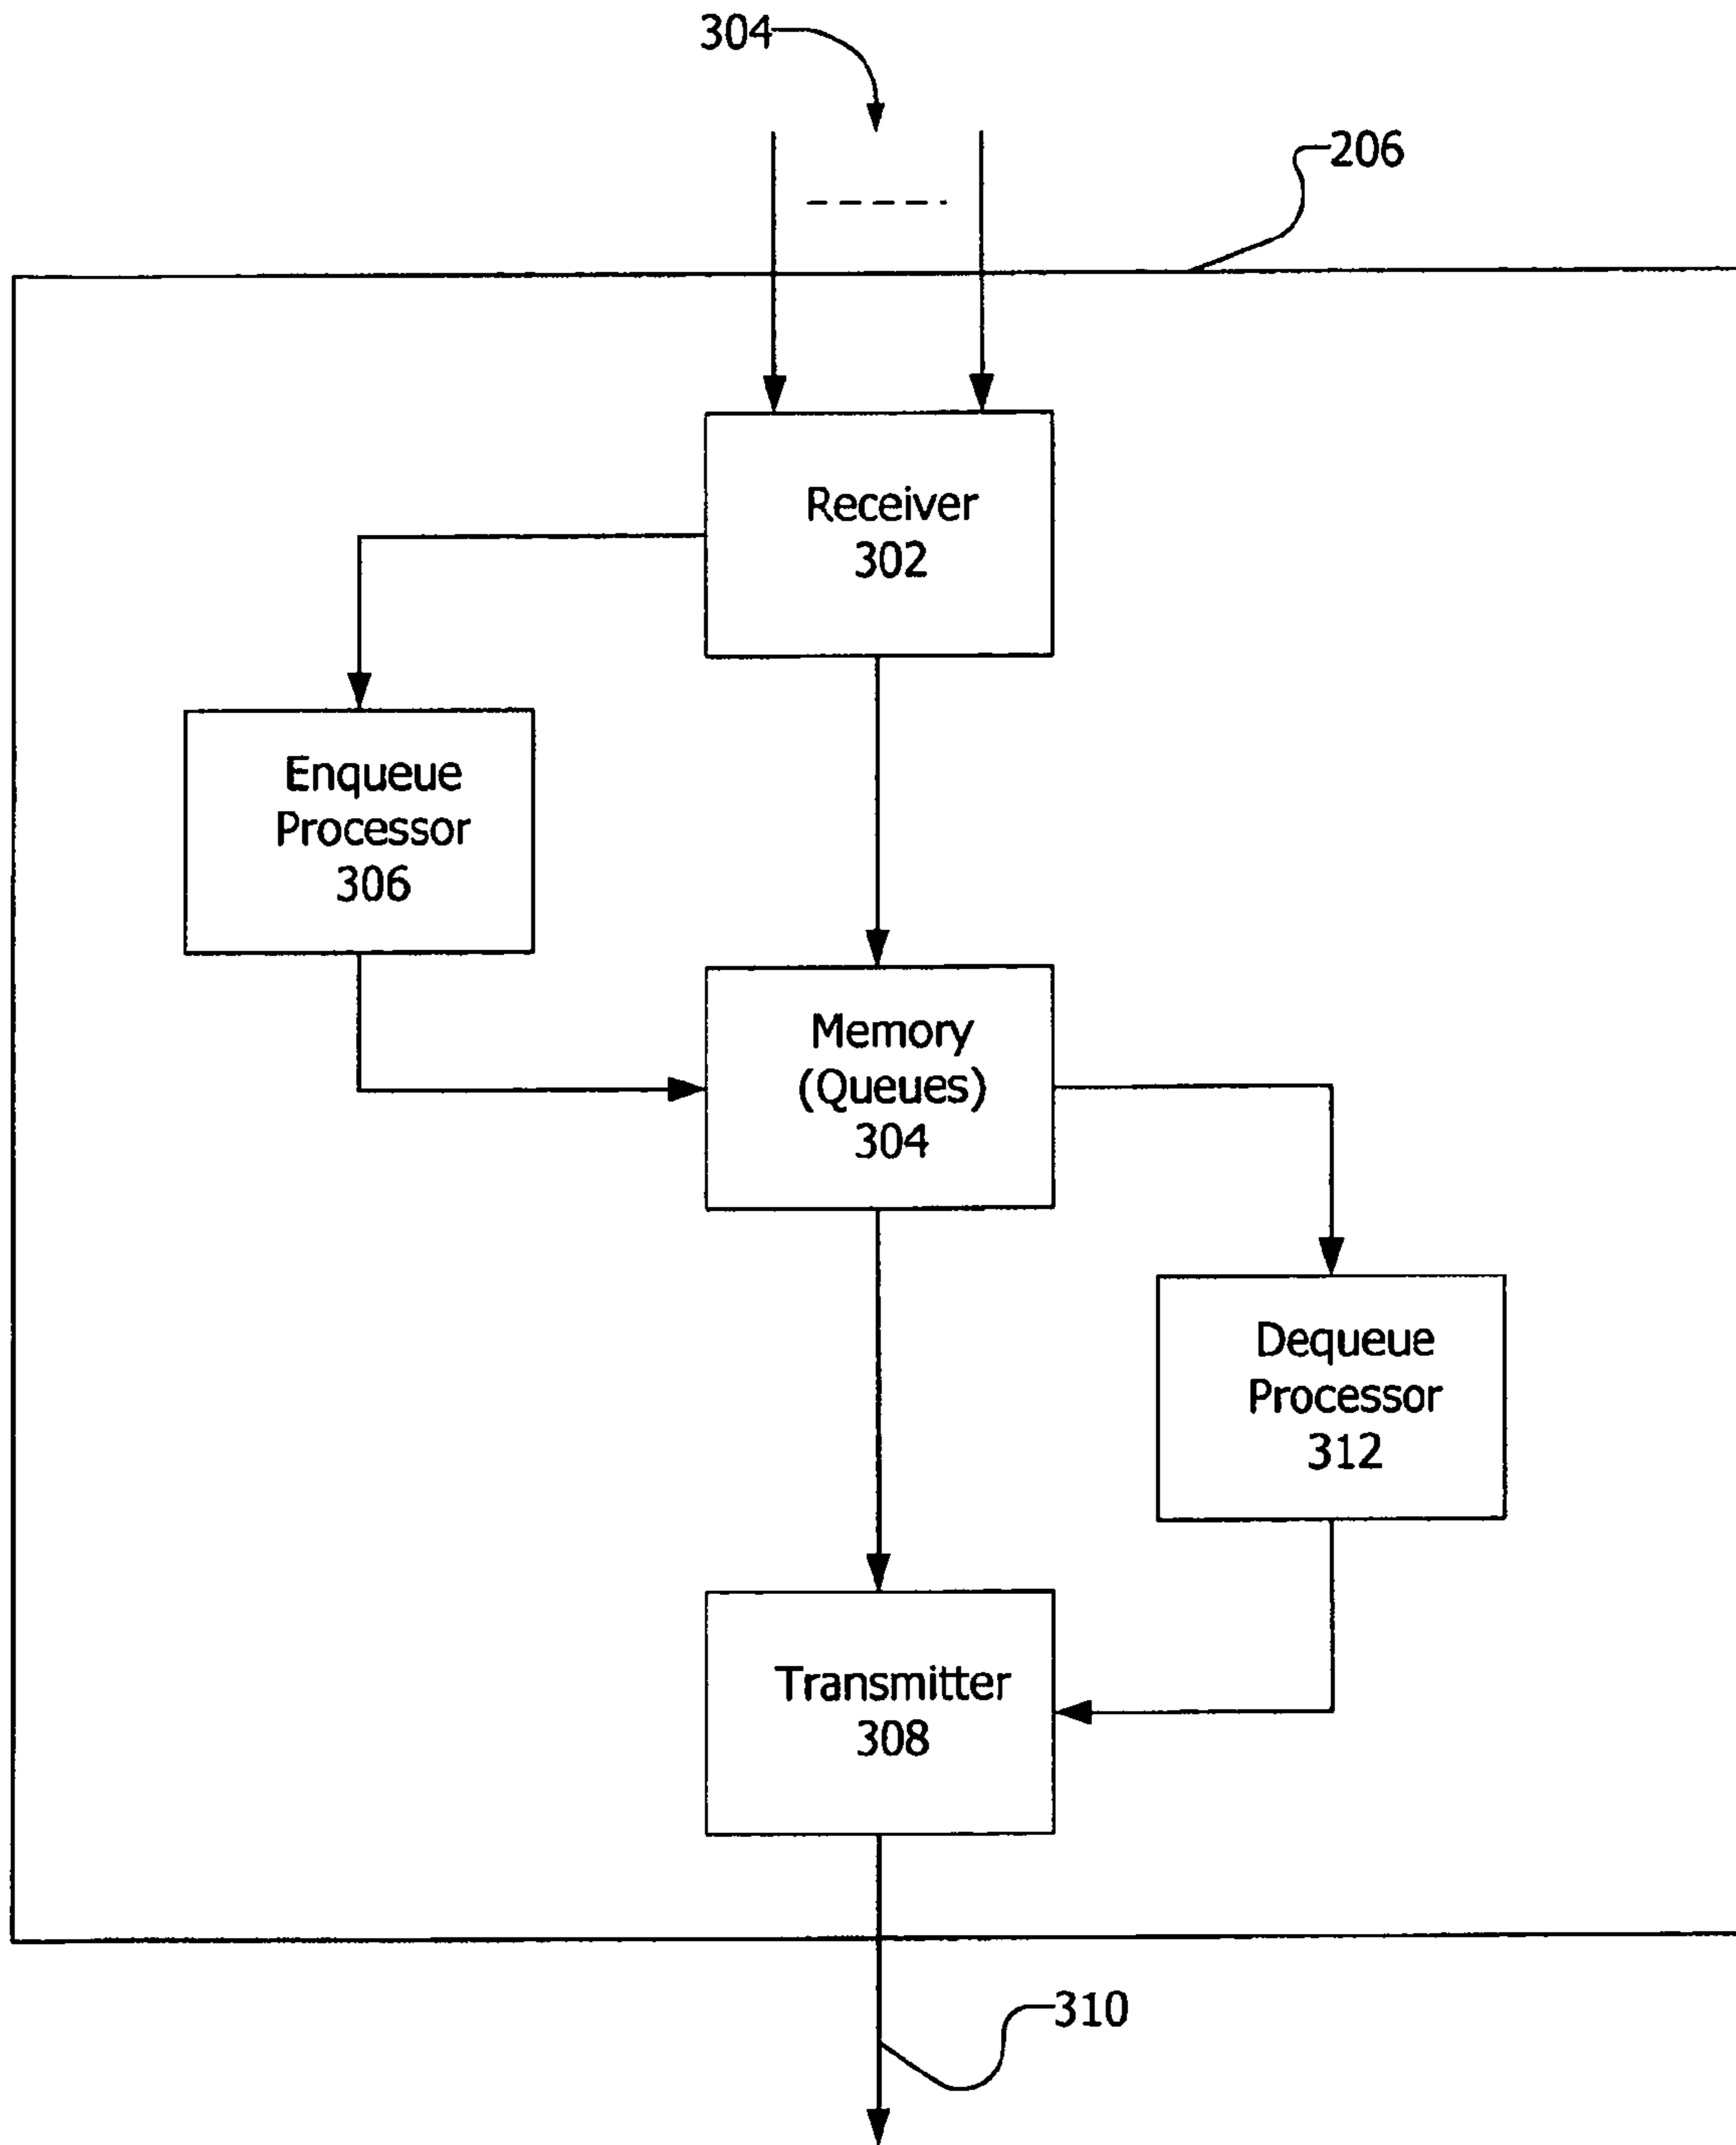 304
206
Receiver
302
Enqueue
Processor
306
Memory
(Queues)
304
Dequeue
Processor
312
Transmitter
308
310